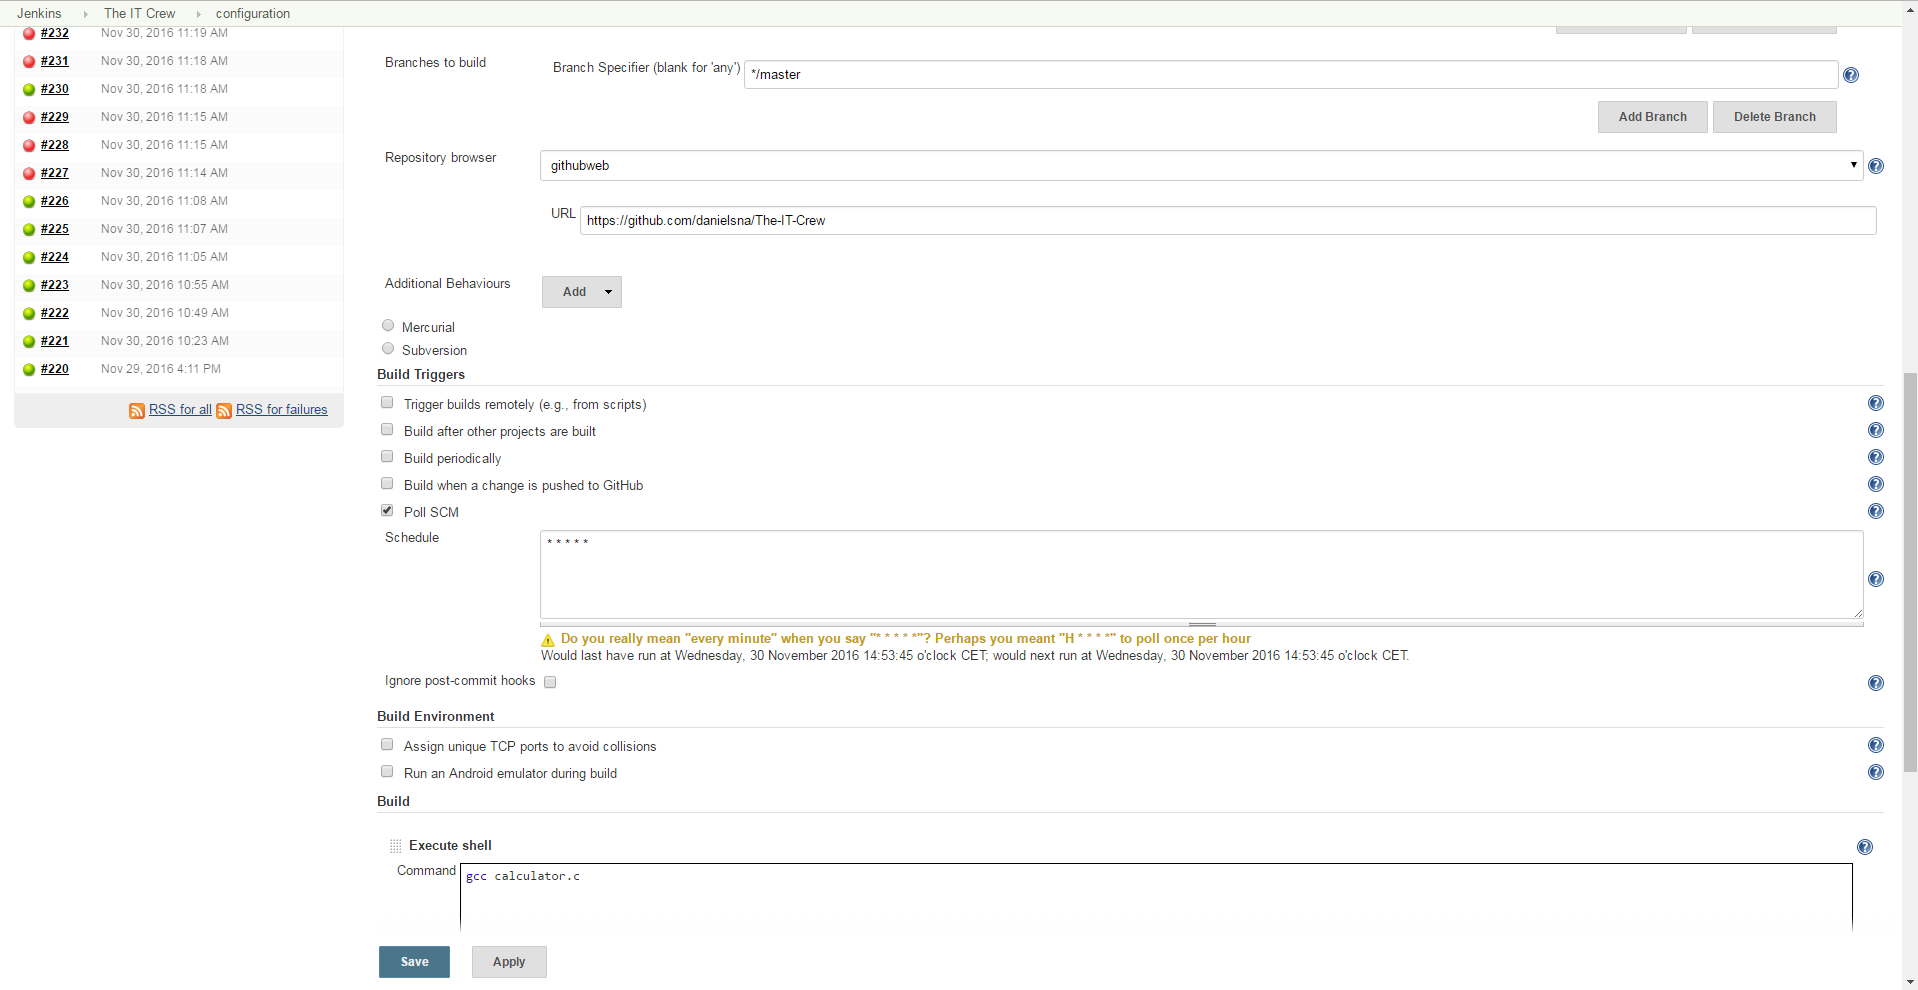 Jenkins The IT Crew configuration
#232 Nov 30, 2016 11:19 AM
#231 Nov 30, 2016 11:18 AM
#230 Nov 30, 2016 11:18 AM
#229 Nov 30, 2016 11:15 AM
#228 Nov 30, 2016 11:15 AM
#227 Nov 30, 2016 11:14 AM
#226 Nov 30, 2016 11:08 AM
#225 Nov 30, 2016 11:07 AM
#224 Nov 30, 2016 11:05 AM
#223 Nov 30, 2016 10:55 AM
#222 Nov 30, 2016 10:49 AM
#221 Nov 30, 2016 10:23 AM
#220 Nov 29, 2016 4:11 PM
RSS for all RSS for failures
Branches to build
Branch Specifier (blank for 'any') */master
Add Branch Delete Branch
Repository browser
githubweb
URL https://github.com/danielsna/The-IT-Crew
Additional Behaviours
Add
Mercurial
Subversion
Build Triggers
Trigger builds remotely (e.g., from scripts)
Build after other projects are built
Build periodically
Build when a change is pushed to GitHub
Poll SCM
Schedule
* * * * *
Do you really mean "every minute" when you say "* * * * *"? Perhaps you meant "H * * * *" to poll once per hour
Would last have run at Wednesday, 30 November 2016 14:53:45 o'clock CET; would next run at Wednesday, 30 November 2016 14:53:45 o'clock CET.
Ignore post-commit hooks
Build Environment
Assign unique TCP ports to avoid collisions
Run an Android emulator during build
Build
Execute shell
Command
gcc calculator.c
Save Apply